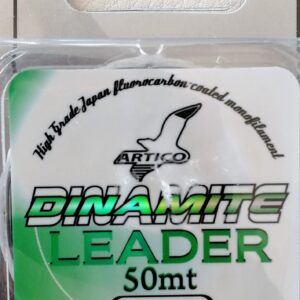 High Grade Japan fluorocarbon coated monofilament
ARTICO
DINAMITE
LEADER
50mt